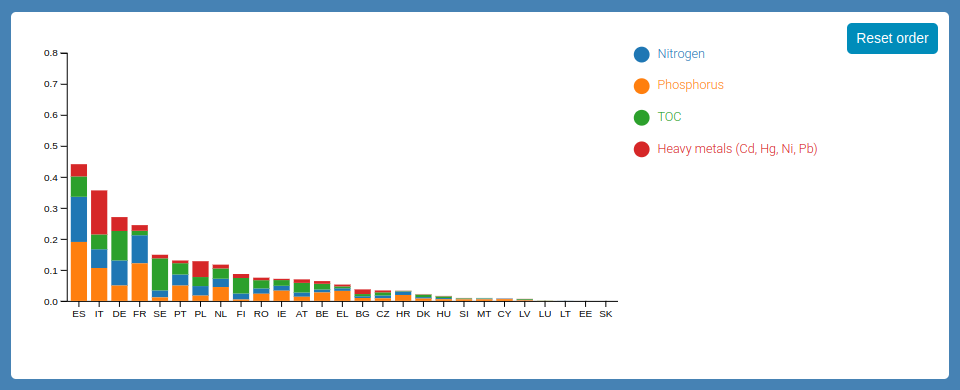 Reset order
Nitrogen
Phosphorus
TOC
Heavy metals (Cd, Hg, Ni, Pb)
0.8
0.7
0.6
0.5
0.4
0.3
0.2
0.1
0.0
ES IT DE FR SE PT PL NL FI RO IE AT BE EL BG CZ HR DK HU SI MT CY LV LU LT EE SK